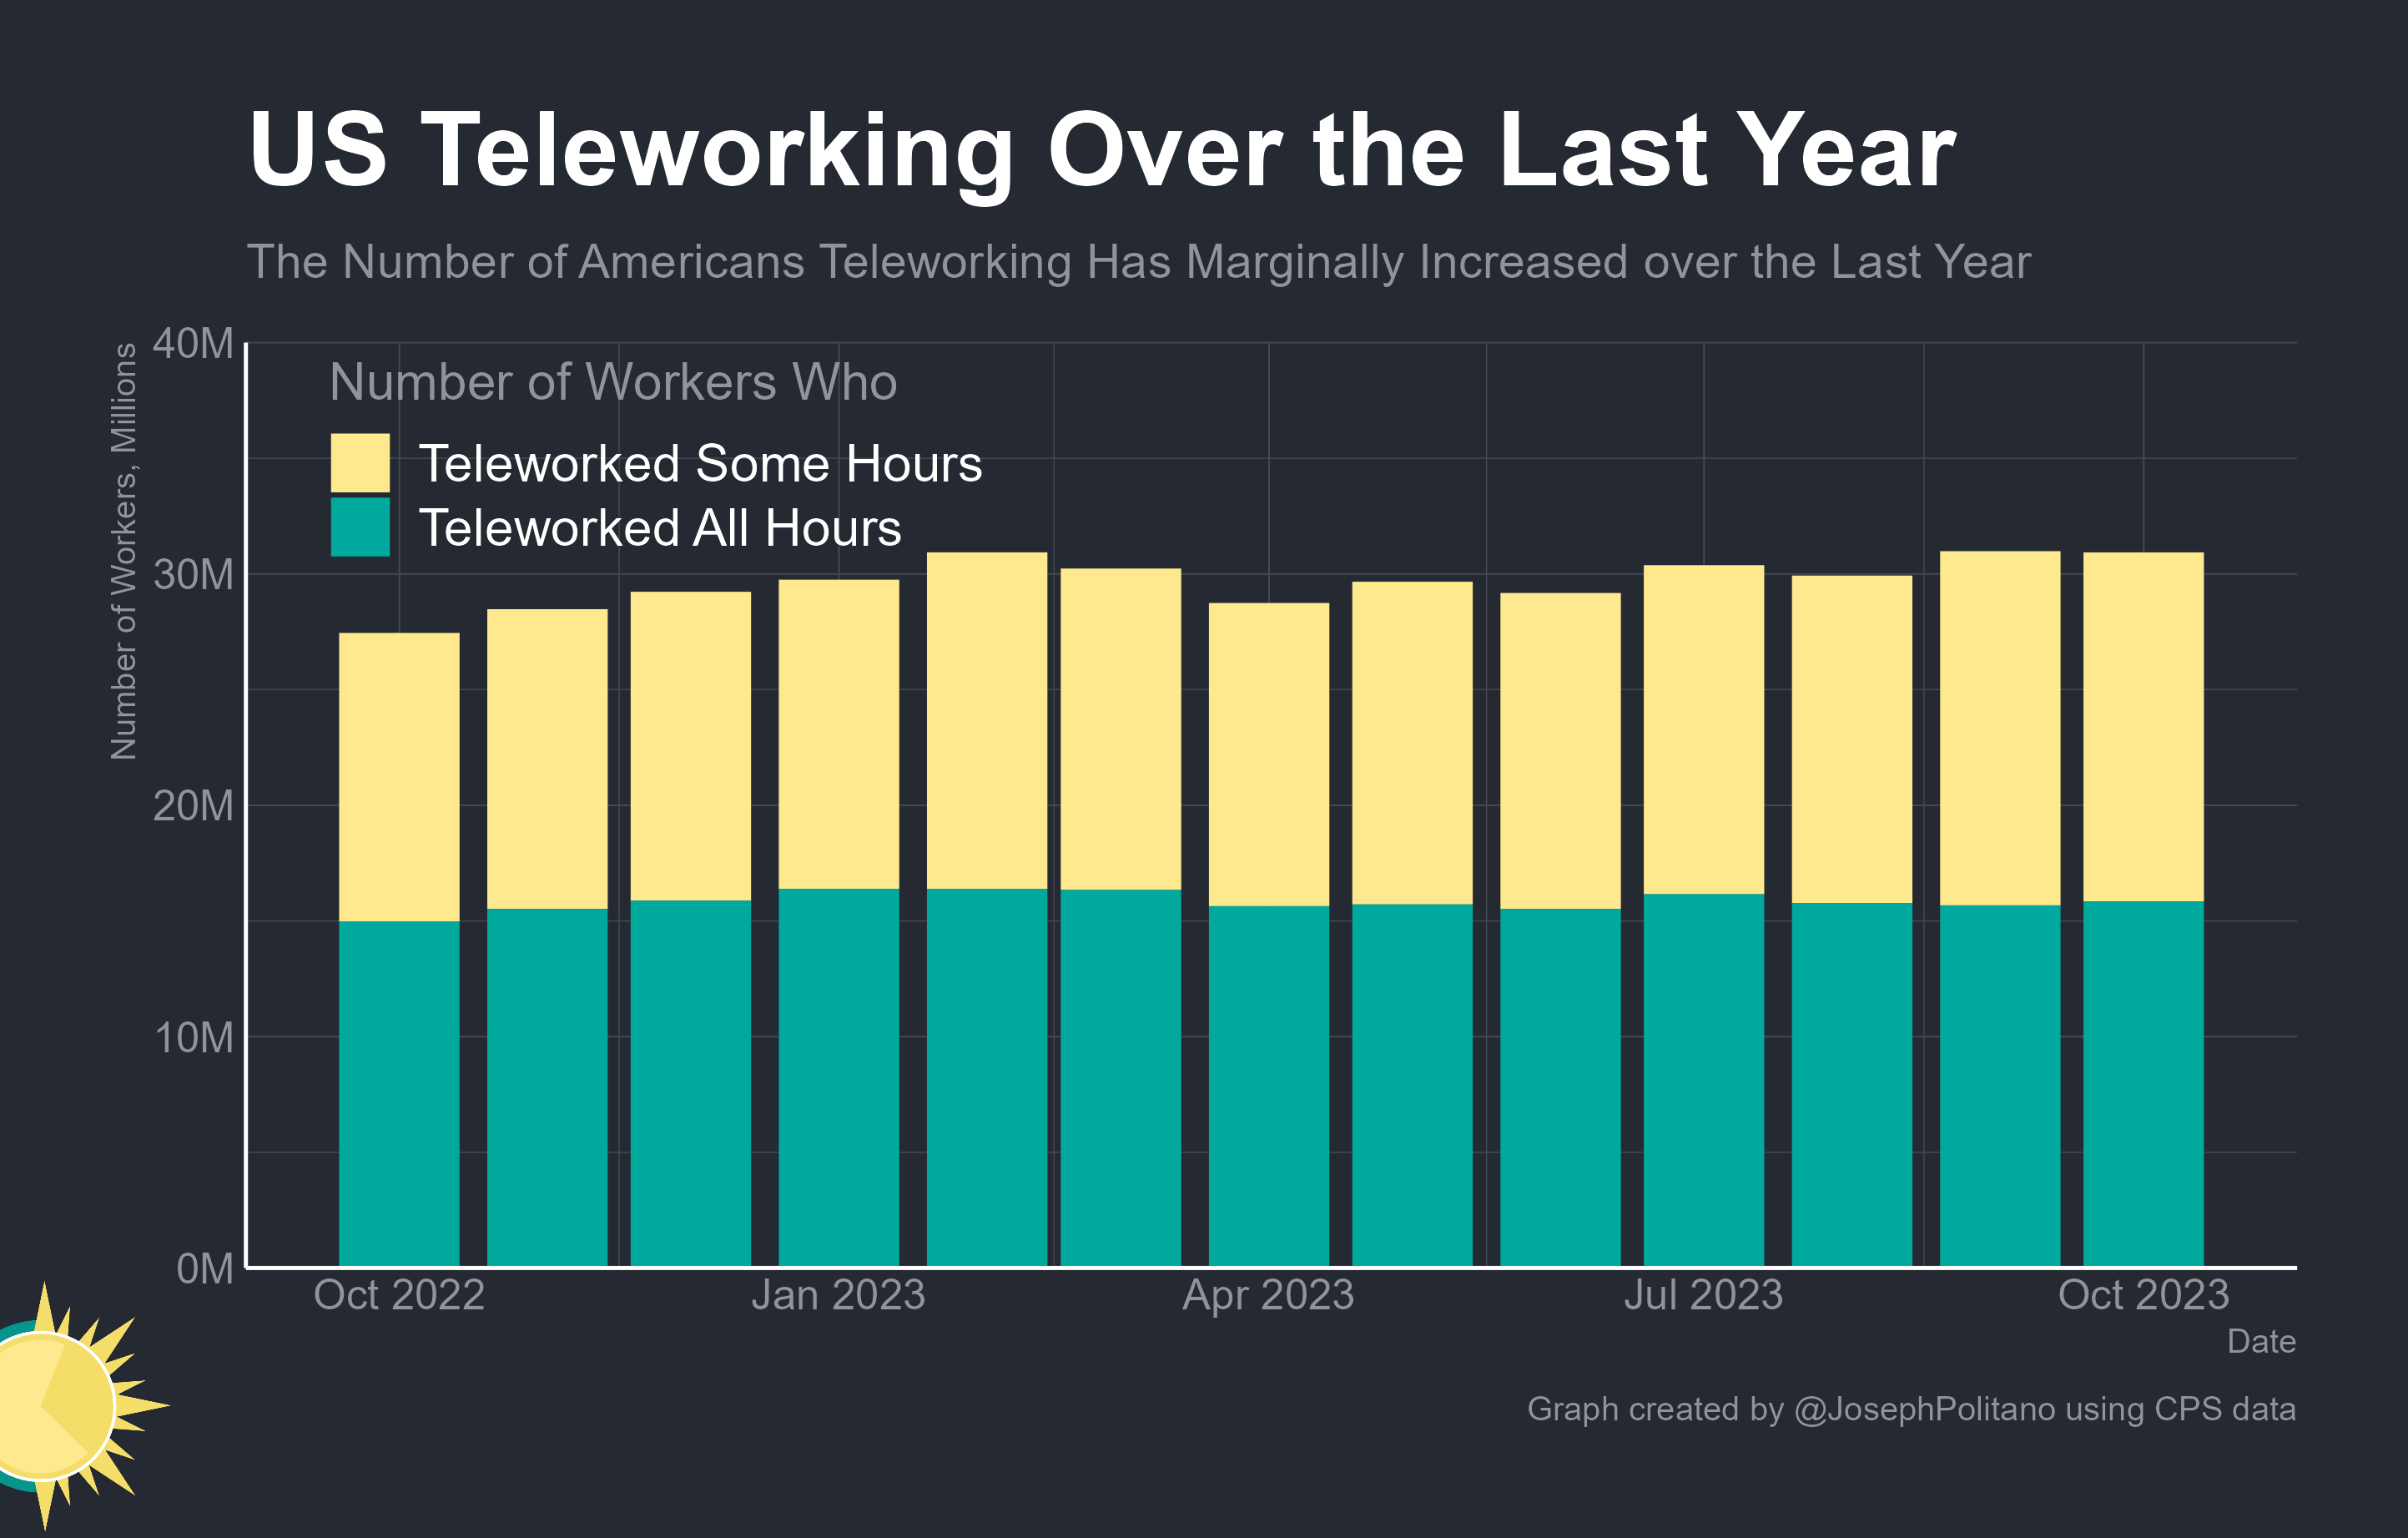 US Teleworking Over the Last Year
The Number of Americans Teleworking Has Marginally Increased over the Last Year
Number of Workers, Millions
40M
30M
20M
10M
0M
Number of Workers Who
Teleworked Some Hours
Teleworked All Hours
Oct 2022 Jan 2023 Apr 2023 Jul 2023 Oct 2023
Date
Graph created by @JosephPolitano using CPS data